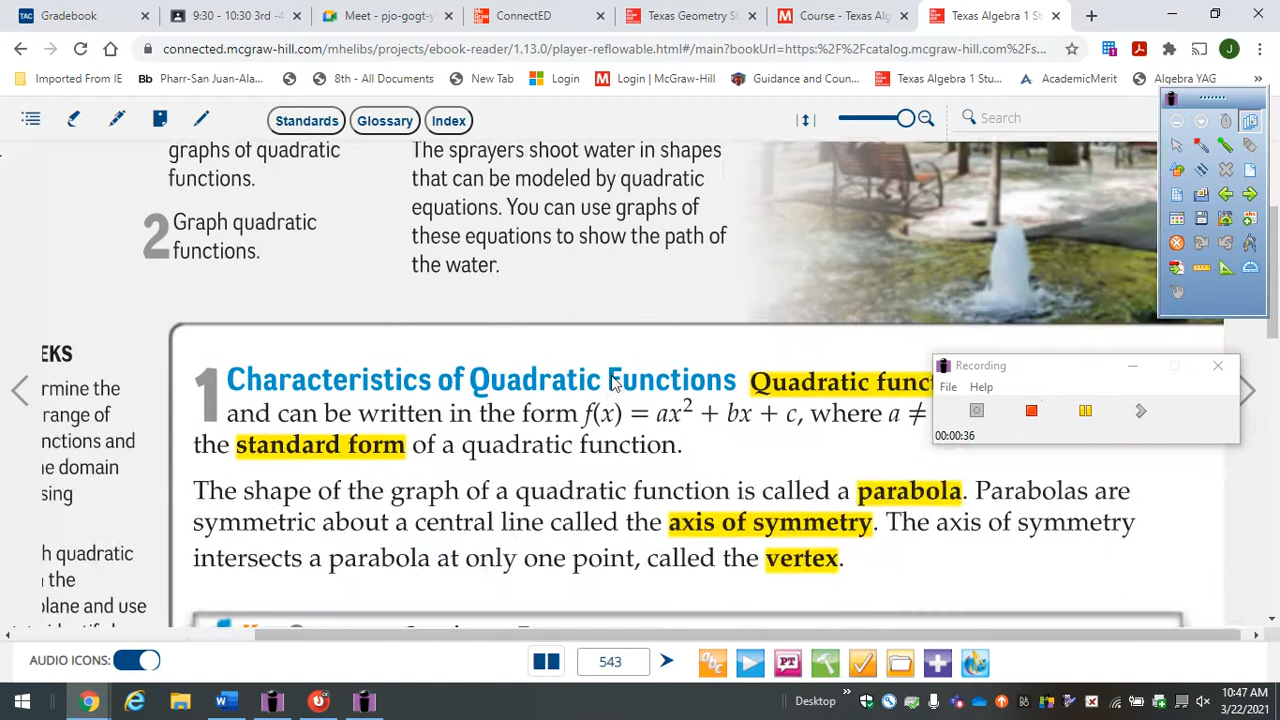 Gradebook
9:30 - 10:30 3rd -4
Meet - pjo-gogt-y
ConnectED
Texas Geometry St
Course - Texas Alg
Texas Algebra 1 St
connected.mcgraw-hill.com/mhelibs/projects/ebook-reader/1.13.0/player-reflowable.html#/main?bookUrl=https:%2F%2Fcatalog.mcgraw-hill.com%2Fs...
J
Imported From IE
Bb Pharr-San Juan-Ala...
8th - All Documents
New Tab
Login
Login | McGraw-Hill
Guidance and Coun...
Texas Algebra 1 Stu...
AcademicMerit
Algebra YAG
Standards
Glossary
Index
Search
graphs of quadratic
functions.
2 Graph quadratic
functions.
The sprayers shoot water in shapes
that can be modeled by quadratic
equations. You can use graphs of
these equations to show the path of
the water.
EKS
ermine the
range of
nctions and
ne domain
sing
h quadratic
n the
plane and use
1 Characteristics of Quadratic Functions Quadratic funct
and can be written in the form f(x) = ax² + bx + c, where a ≠
the standard form of a quadratic function.
The shape of the graph of a quadratic function is called a parabola. Parabolas are
symmetric about a central line called the axis of symmetry. The axis of symmetry
intersects a parabola at only one point, called the vertex.
Recording
File Help
00:00:36
AUDIO ICONS:
543
Desktop
10:47 AM
3/22/2021